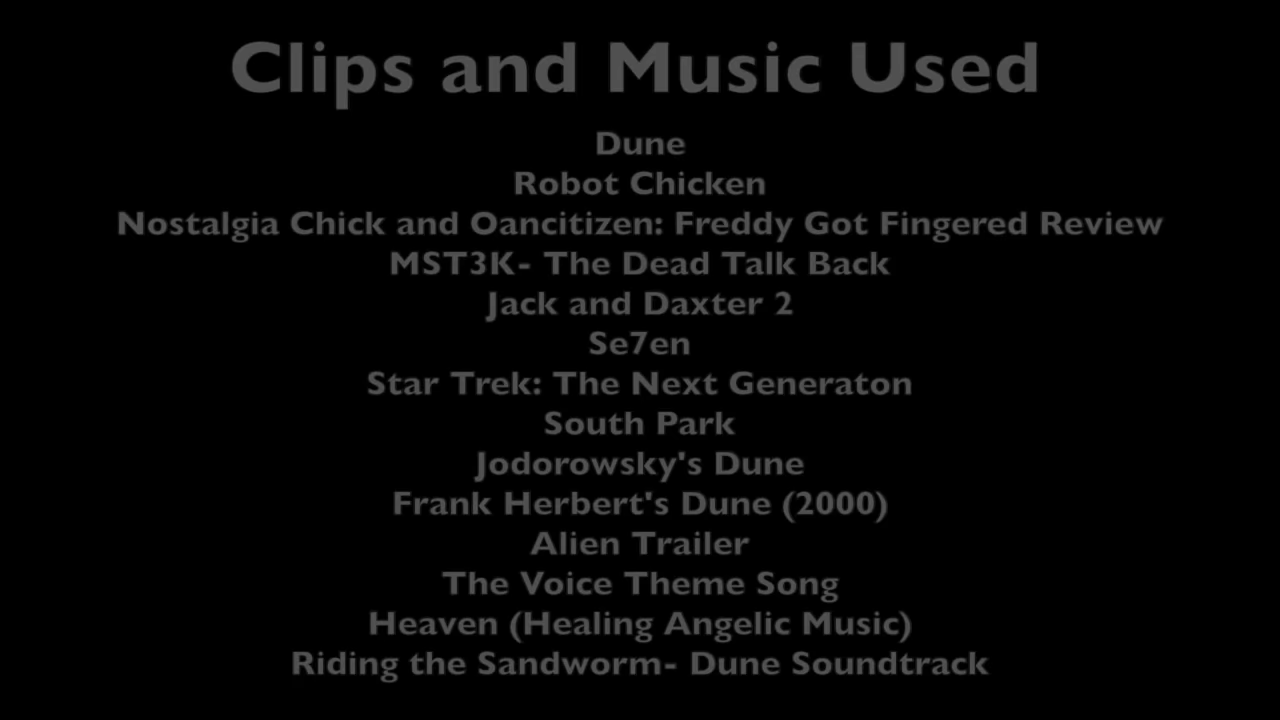 Clips and Music Used
Dune
Robot Chicken
Nostalgia Chick and Oancitizen: Freddy Got Fingered Review
MST3K- The Dead Talk Back
Jack and Daxter 2
Se7en
Star Trek: The Next Generaton
South Park
Jodorowsky's Dune
Frank Herbert's Dune (2000)
Alien Trailer
The Voice Theme Song
Heaven (Healing Angelic Music)
Riding the Sandworm- Dune Soundtrack